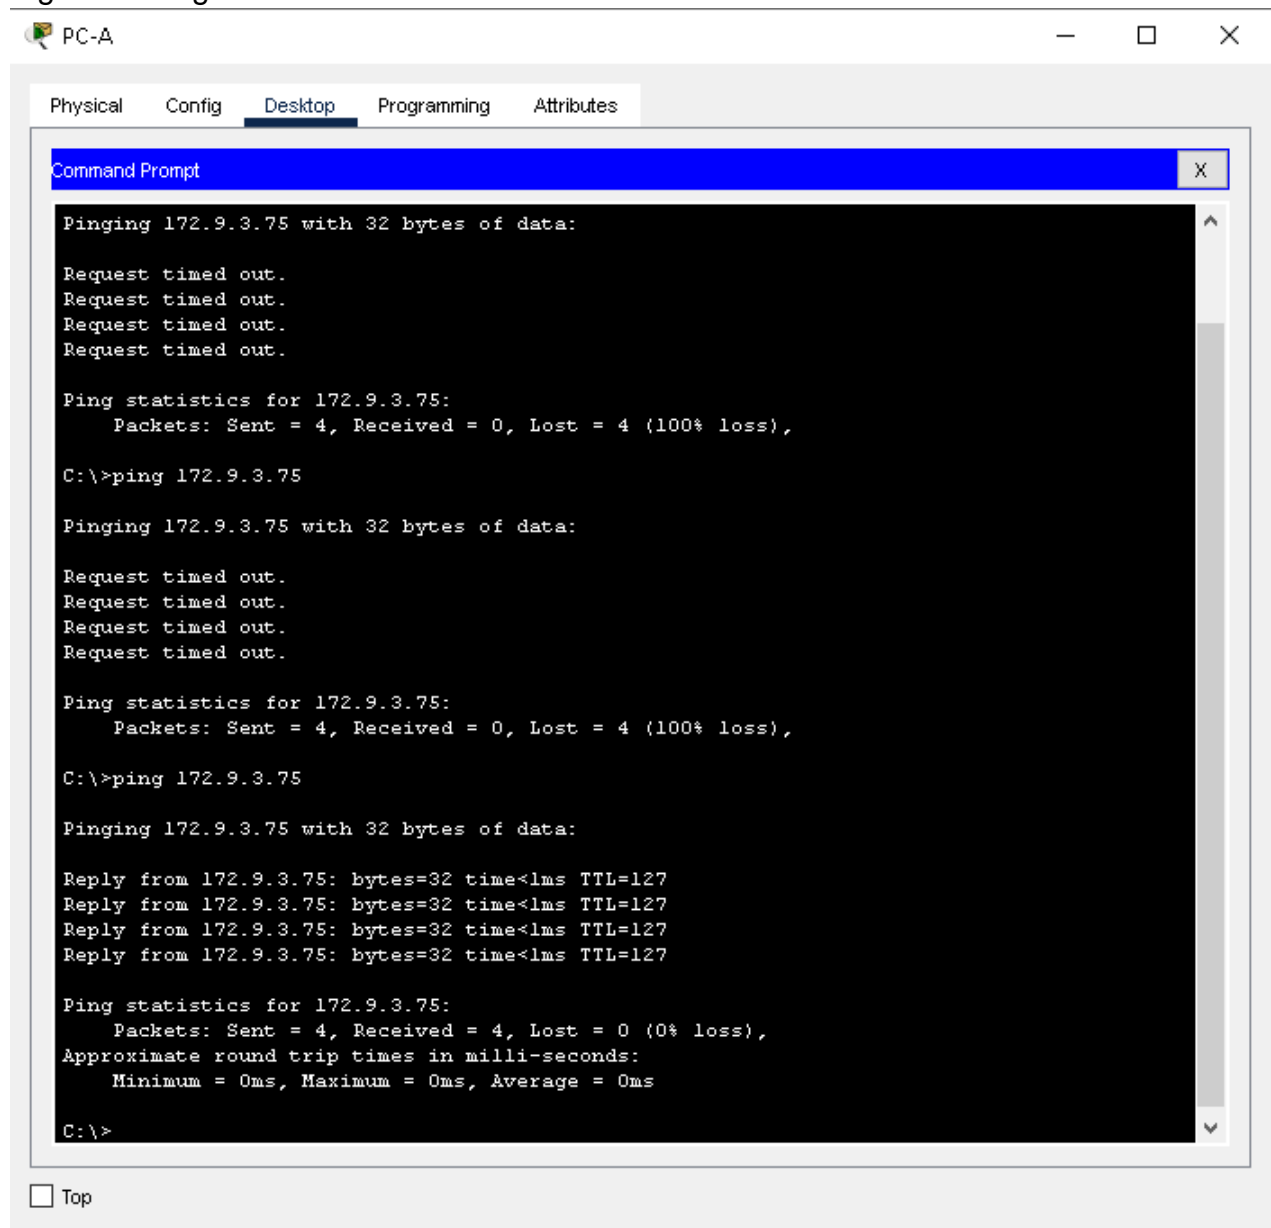 PC-A
Physical Config Desktop Programming Attributes
Command Prompt X
Pinging 172.9.3.75 with 32 bytes of data:
Request timed out.
Request timed out.
Request timed out.
Request timed out.
Ping statistics for 172.9.3.75:
Packets: Sent = 4, Received = 0, Lost = 4 (100% loss),
C:\>ping 172.9.3.75
Pinging 172.9.3.75 with 32 bytes of data:
Request timed out.
Request timed out.
Request timed out.
Request timed out.
Ping statistics for 172.9.3.75:
Packets: Sent = 4, Received = 0, Lost = 4 (100% loss),
C:\>ping 172.9.3.75
Pinging 172.9.3.75 with 32 bytes of data:
Reply from 172.9.3.75: bytes=32 time<1ms TTL=127
Reply from 172.9.3.75: bytes=32 time<1ms TTL=127
Reply from 172.9.3.75: bytes=32 time<1ms TTL=127
Reply from 172.9.3.75: bytes=32 time<1ms TTL=127
Ping statistics for 172.9.3.75:
Packets: Sent = 4, Received = 4, Lost = 0 (0% loss),
Approximate round trip times in milli-seconds:
Minimum = 0ms, Maximum = 0ms, Average = 0ms
C:\>
Top